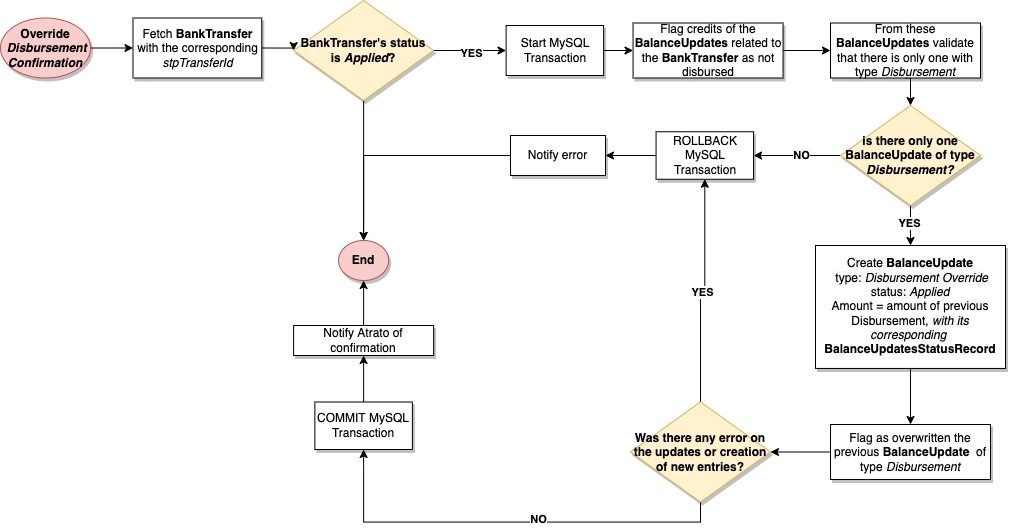 Override
Disbursement
Confirmation
Fetch BankTransfer
with the corresponding
stpTransferId
BankTransfer's status
is Applied?
YES
Start MySQL
Transaction
Flag credits of the
BalanceUpdates related to
the BankTransfer as not
disbursed
From these
BalanceUpdates validate
that there is only one with
type Disbursement
is there only one
BalanceUpdate of type
Disbursement?
NO
ROLLBACK
MySQL
Transaction
Notify error
YES
End
Create BalanceUpdate
type: Disbursement Override
status: Applied
Amount = amount of previous
Disbursement, with its
corresponding
BalanceUpdatesStatusRecord
YES
Notify Atrato of
confirmation
COMMIT MySQL
Transaction
Was there any error on
the updates or creation
of new entries?
Flag as overwritten the
previous BalanceUpdate of
type Disbursement
NO